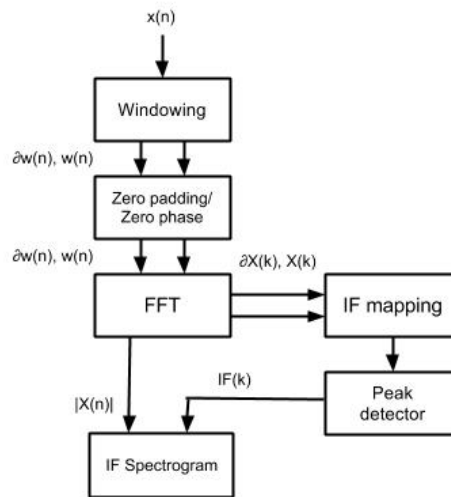 x(n)
Windowing
∂w(n), w(n)
Zero padding/
Zero phase
∂w(n), w(n)
∂X(k), X(k)
FFT
IF mapping
IF(k)
Peak
detector
|X(n)|
IF Spectrogram